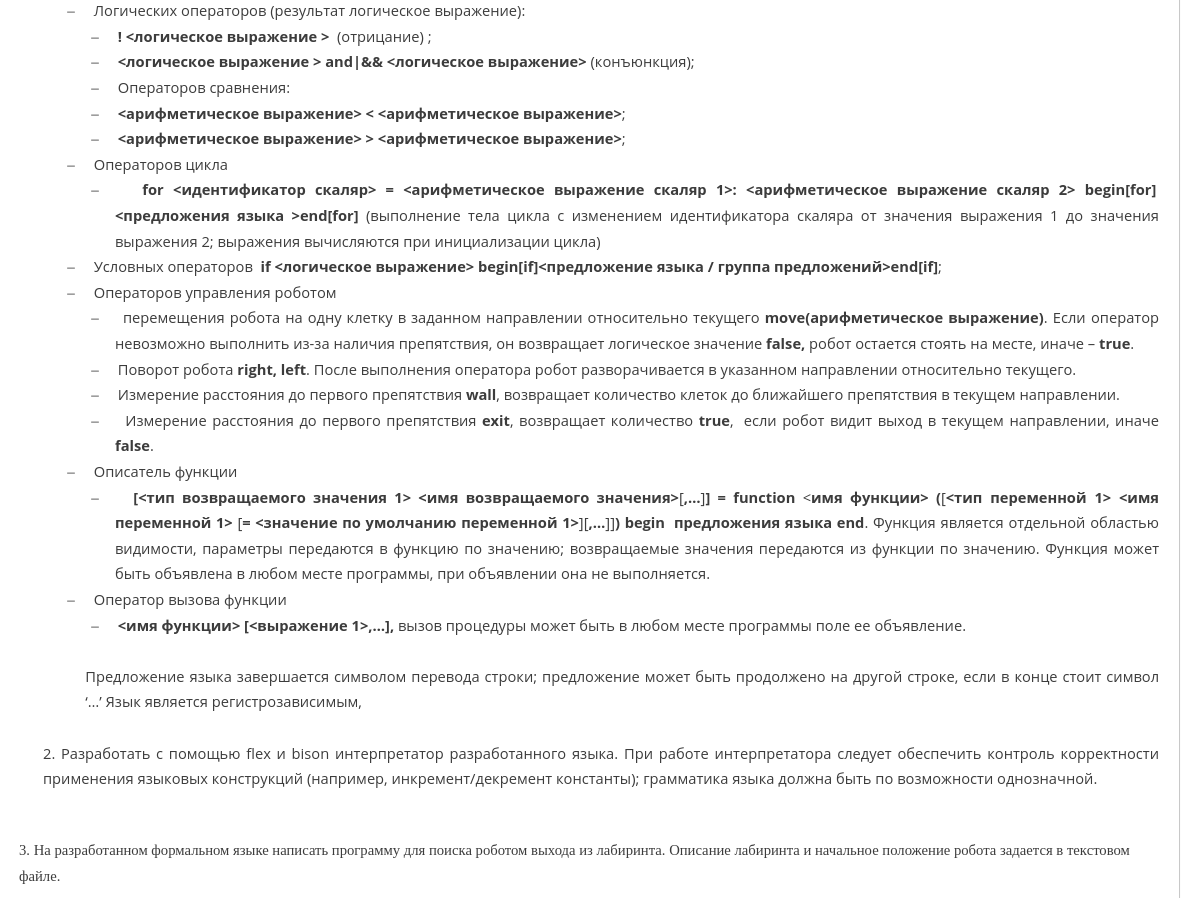 – Логических операторов (результат логическое выражение):
– ! <логическое выражение > (отрицание) ;
– <логическое выражение > and|&& <логическое выражение> (конъюнкция);
– Операторов сравнения:
– <арифметическое выражение> < <арифметическое выражение>;
– <арифметическое выражение> > <арифметическое выражение>;
– Операторов цикла
– for <идентификатор скаляр> = <арифметическое выражение скаляр 1>: <арифметическое выражение скаляр 2> begin[for]
<предложения языка >end[for] (выполнение тела цикла с изменением идентификатора скаляра от значения выражения 1 до значения
выражения 2; выражения вычисляются при инициализации цикла)
– Условных операторов if <логическое выражение> begin[if]<предложение языка / группа предложений>end[if];
– Операторов управления роботом
– перемещения робота на одну клетку в заданном направлении относительно текущего move(арифметическое выражение). Если оператор
невозможно выполнить из-за наличия препятствия, он возвращает логическое значение false, робот остается стоять на месте, иначе – true.
– Поворот робота right, left. После выполнения оператора робот разворачивается в указанном направлении относительно текущего.
– Измерение расстояния до первого препятствия wall, возвращает количество клеток до ближайшего препятствия в текущем направлении.
– Измерение расстояния до первого препятствия exit, возвращает количество true, если робот видит выход в текущем направлении, иначе
false.
– Описатель функции
– [<тип возвращаемого значения 1> <имя возвращаемого значения>[,…]] = function <имя функции> ([<тип переменной 1> <имя
переменной 1> [= <значение по умолчанию переменной 1>][,…]]) begin предложения языка end. Функция является отдельной областью
видимости, параметры передаются в функцию по значению; возвращаемые значения передаются из функции по значению. Функция может
быть объявлена в любом месте программы, при объявлении она не выполняется.
– Оператор вызова функции
– <имя функции> [<выражение 1>,…], вызов процедуры может быть в любом месте программы поле ее объявление.
Предложение языка завершается символом перевода строки; предложение может быть продолжено на другой строке, если в конце стоит символ
‘…’ Язык является регистрозависимым,
2. Разработать с помощью flex и bison интерпретатор разработанного языка. При работе интерпретатора следует обеспечить контроль корректности
применения языковых конструкций (например, инкремент/декремент константы); грамматика языка должна быть по возможности однозначной.
3. На разработанном формальном языке написать программу для поиска роботом выхода из лабиринта. Описание лабиринта и начальное положение робота задается в текстовом
файле.